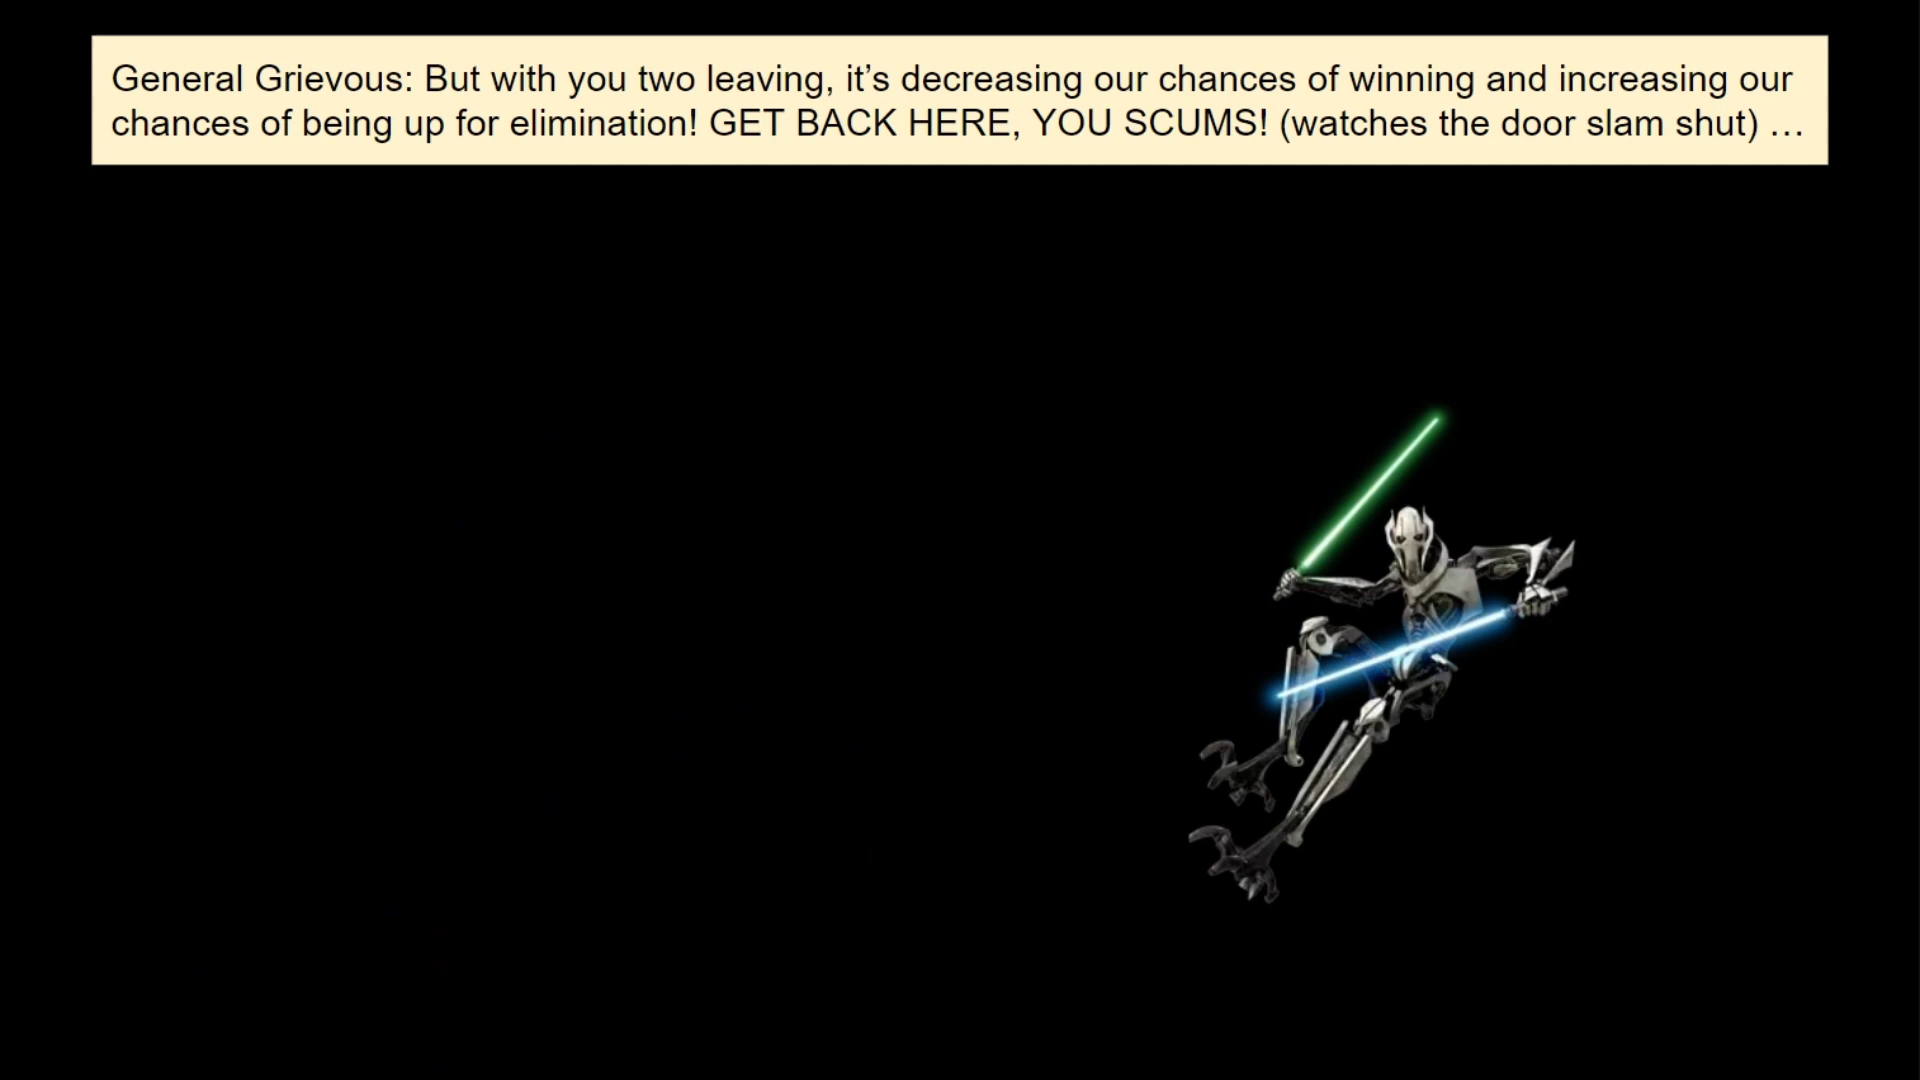 General Grievous: But with you two leaving, it’s decreasing our chances of winning and increasing our
chances of being up for elimination! GET BACK HERE, YOU SCUMS! (watches the door slam shut) …